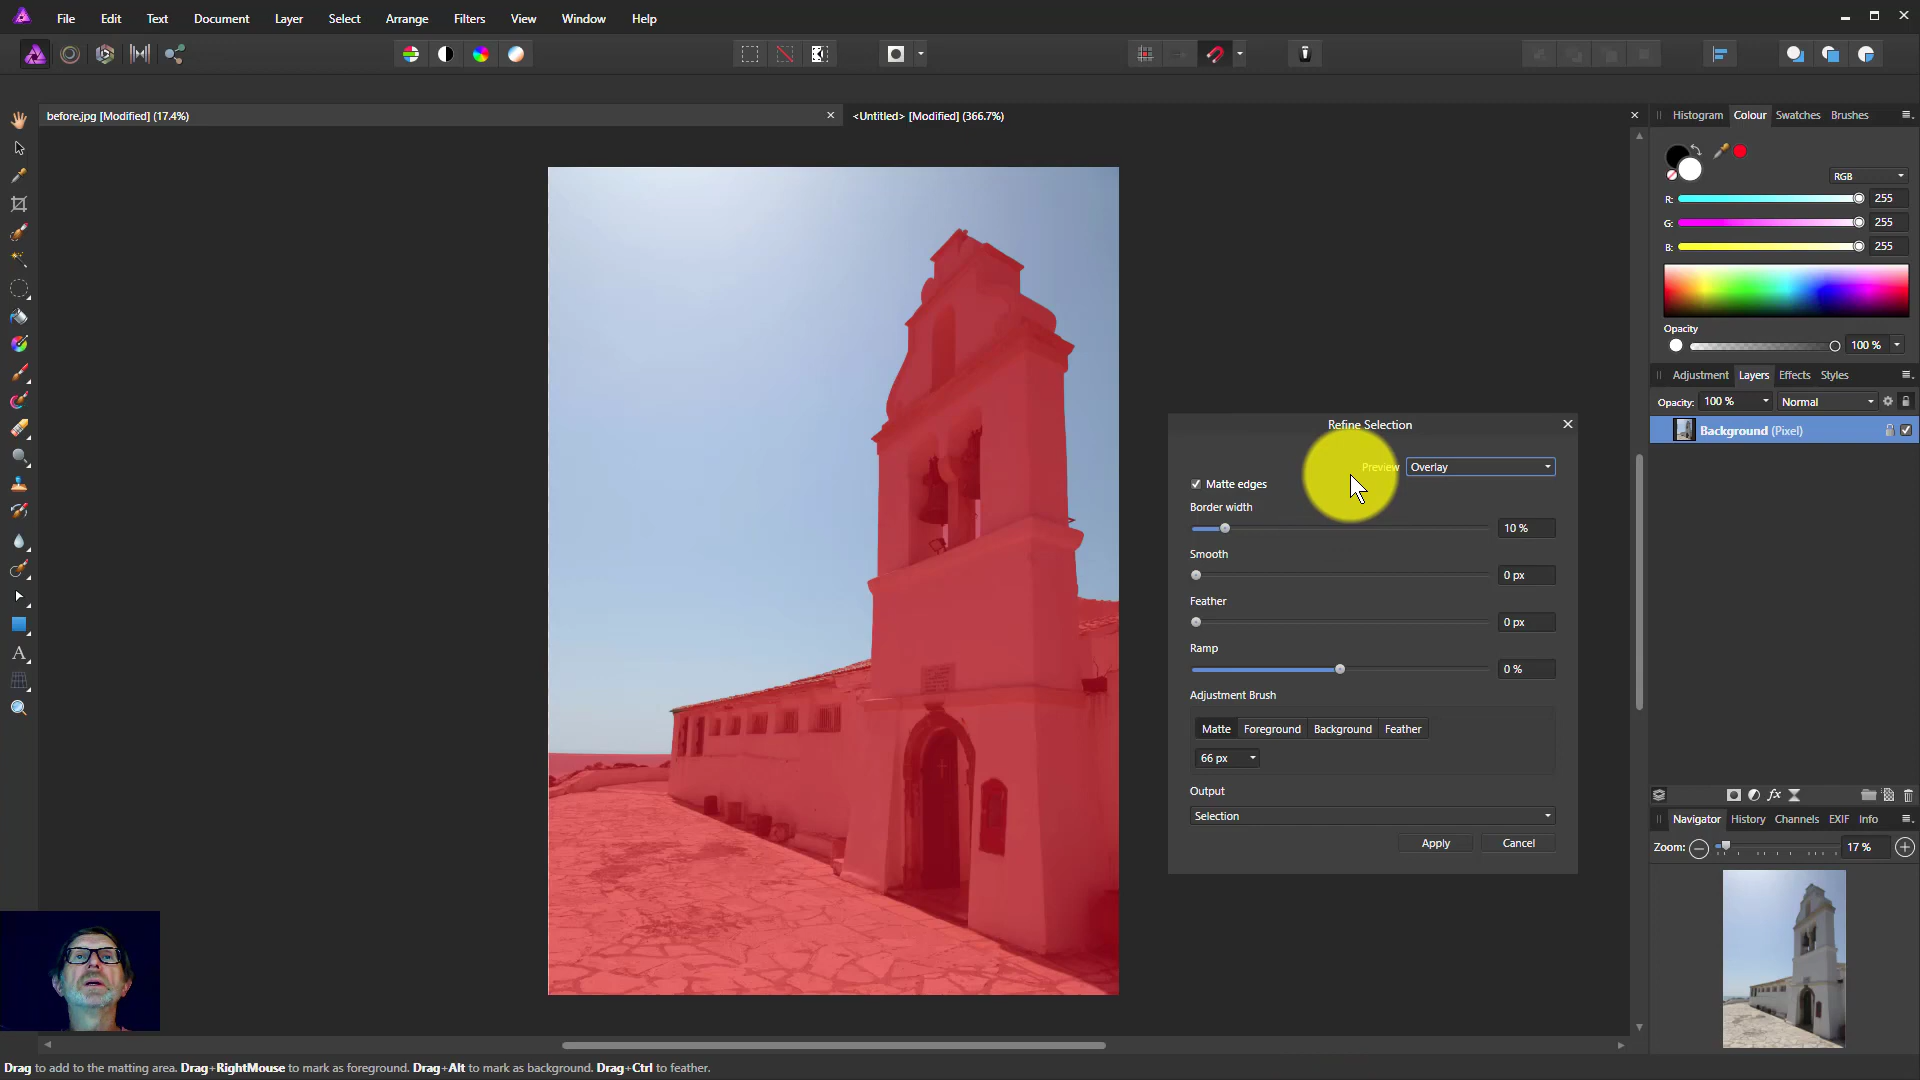 File Edit Text Document Layer Select Arrange Filters View Window Help
before.jpg [Modified] (17.4%)
<Untitled> [Modified] (366.7%)
Histogram Colour Swatches Brushes
RGB
R: 255
G: 255
B: 255
Opacity
100 %
Adjustment Layers Effects Styles
Opacity: 100 % Normal
Background (Pixel)
Refine Selection
Preview Overlay
Matte edges
Border width
10 %
Smooth
0 px
Feather
0 px
Ramp
0 %
Adjustment Brush
Matte Foreground Background Feather
66 px
Output
Selection
Apply Cancel
Navigator History Channels EXIF Info
Zoom: 17 %
Drag to add to the matting area. Drag+RightMouse to mark as foreground. Drag+Alt to mark as background. Drag+Ctrl to feather.